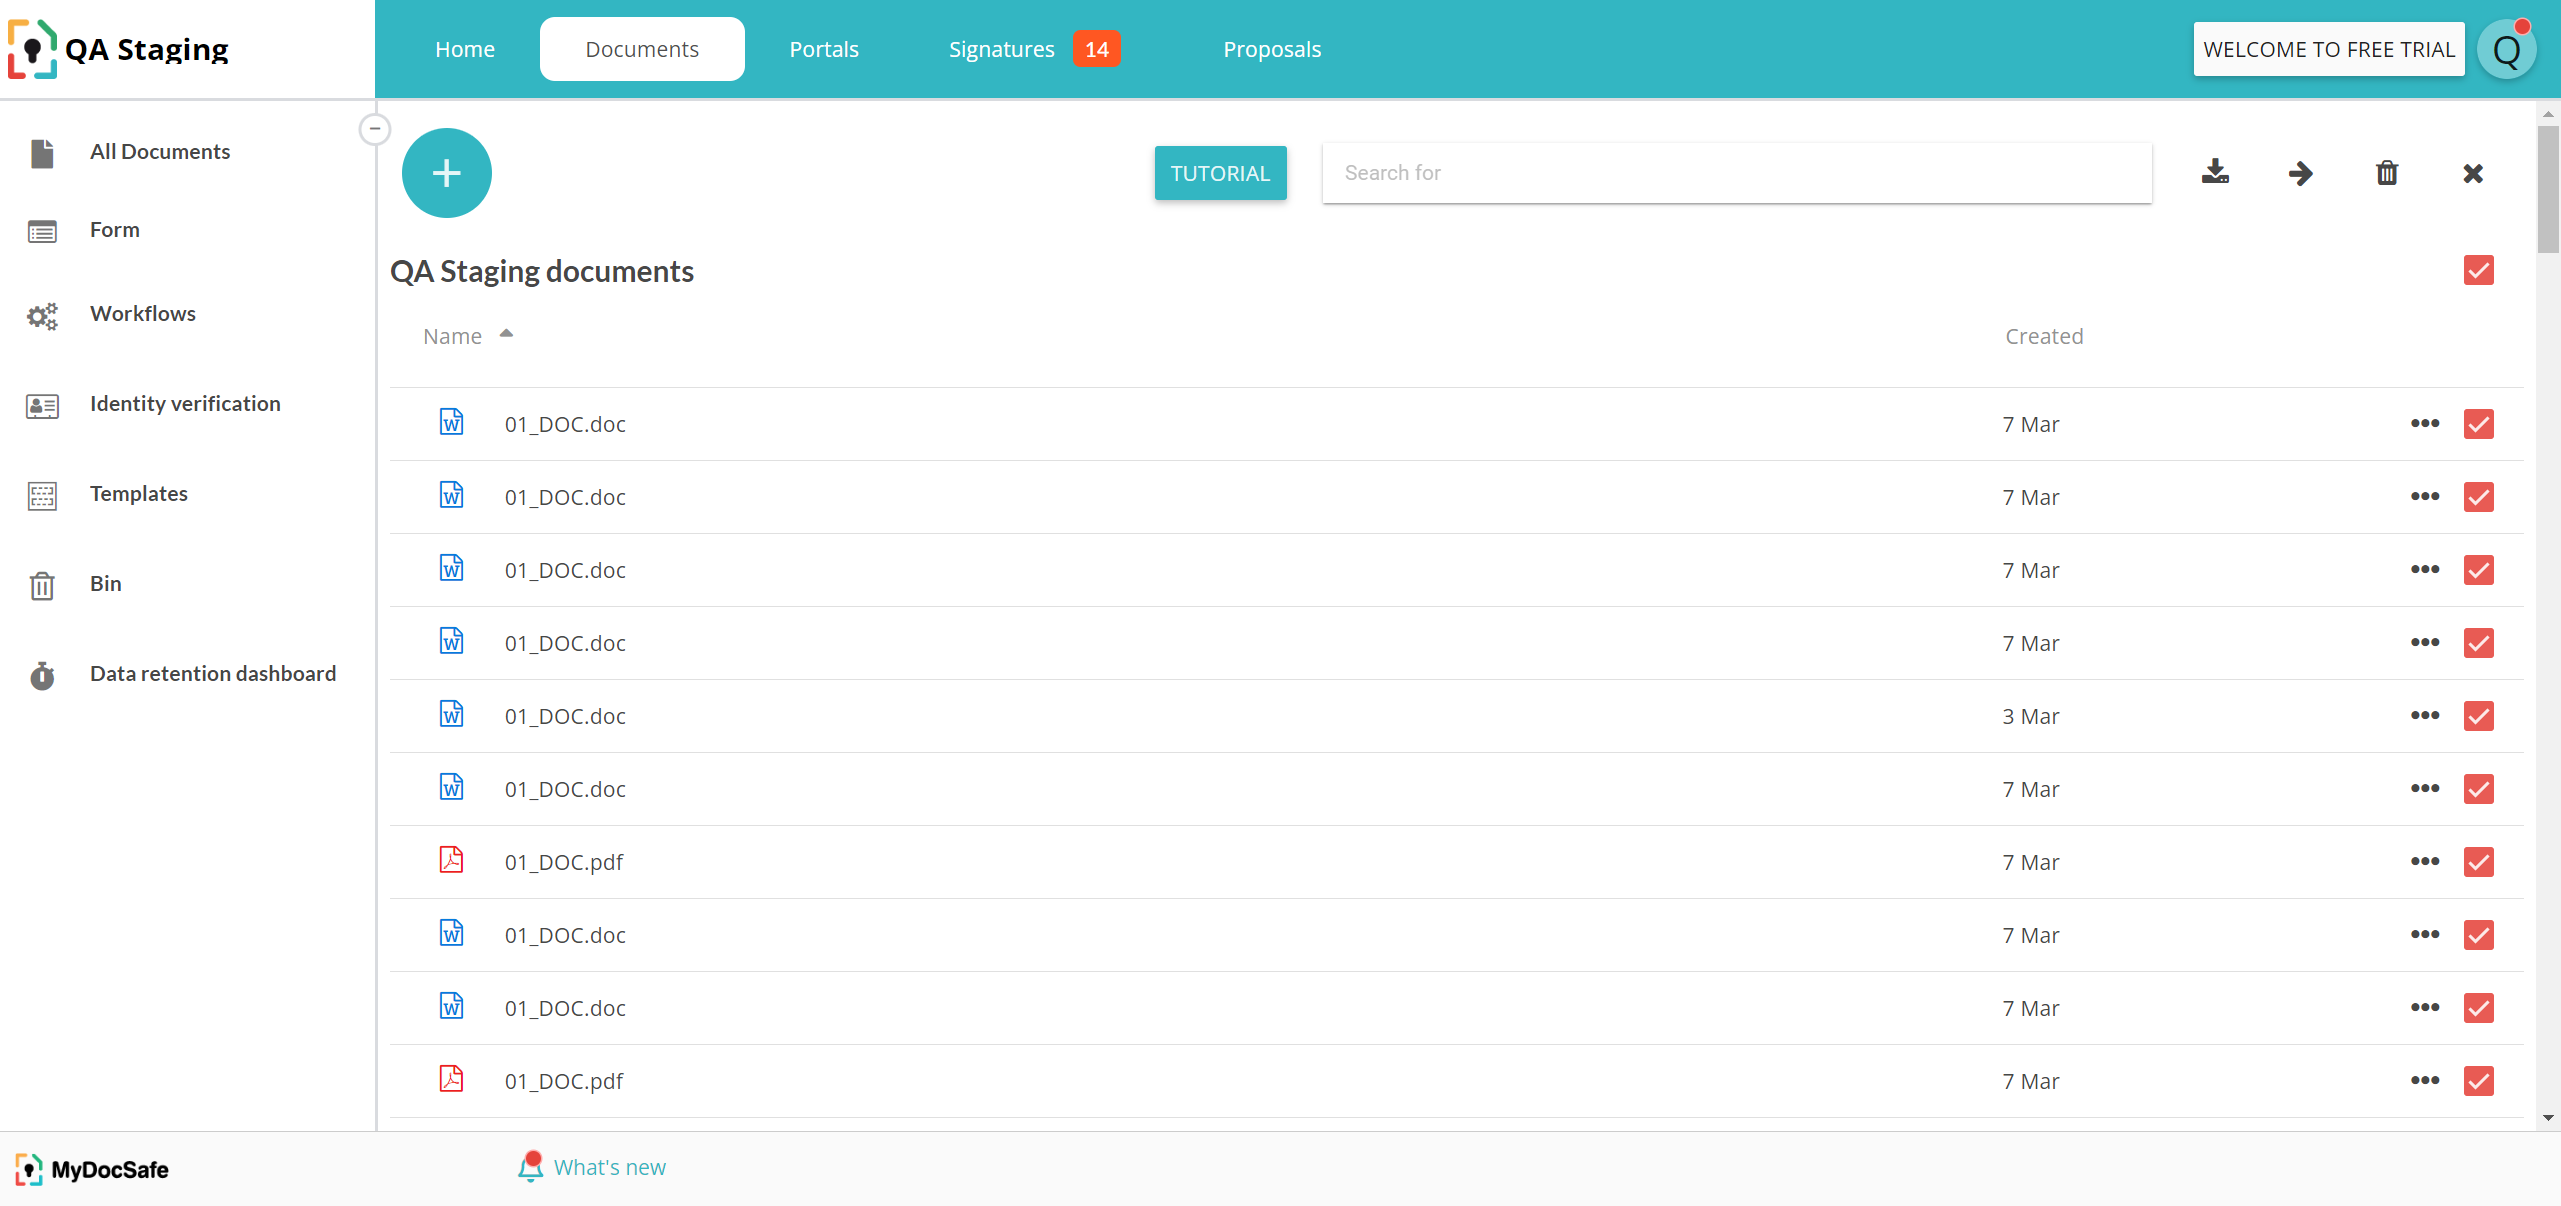 QA Staging
Home
Documents
Portals
Signatures 14
Proposals
WELCOME TO FREE TRIAL
Q
All Documents
Form
Workflows
Identity verification
Templates
Bin
Data retention dashboard
TUTORIAL
Search for
QA Staging documents
Name
Created
01_DOC.doc 7 Mar
01_DOC.doc 7 Mar
01_DOC.doc 7 Mar
01_DOC.doc 7 Mar
01_DOC.doc 3 Mar
01_DOC.doc 7 Mar
01_DOC.pdf 7 Mar
01_DOC.doc 7 Mar
01_DOC.doc 7 Mar
01_DOC.pdf 7 Mar
MyDocSafe
What's new